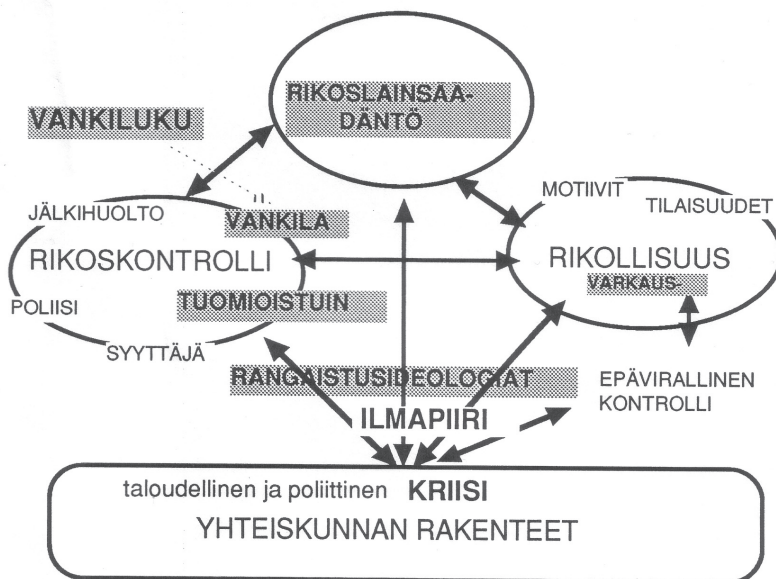 RIKOSLAINSÄÄ-
DÄNTÖ
VANKILUKU
JÄLKIHUOLTO
VANKILA
RIKOSKONTROLLI
POLIISI
TUOMIOISTUIN
SYYTTÄJÄ
MOTIIVIT
TILAISUUDET
RIKOLLISUUS
VARKAUS-
RANGAISTUSIDEOLOGIAT
EPÄVIRALLINEN
KONTROLLI
ILMAPIIRI
taloudellinen ja poliittinen KRIISI
YHTEISKUNNAN RAKENTEET